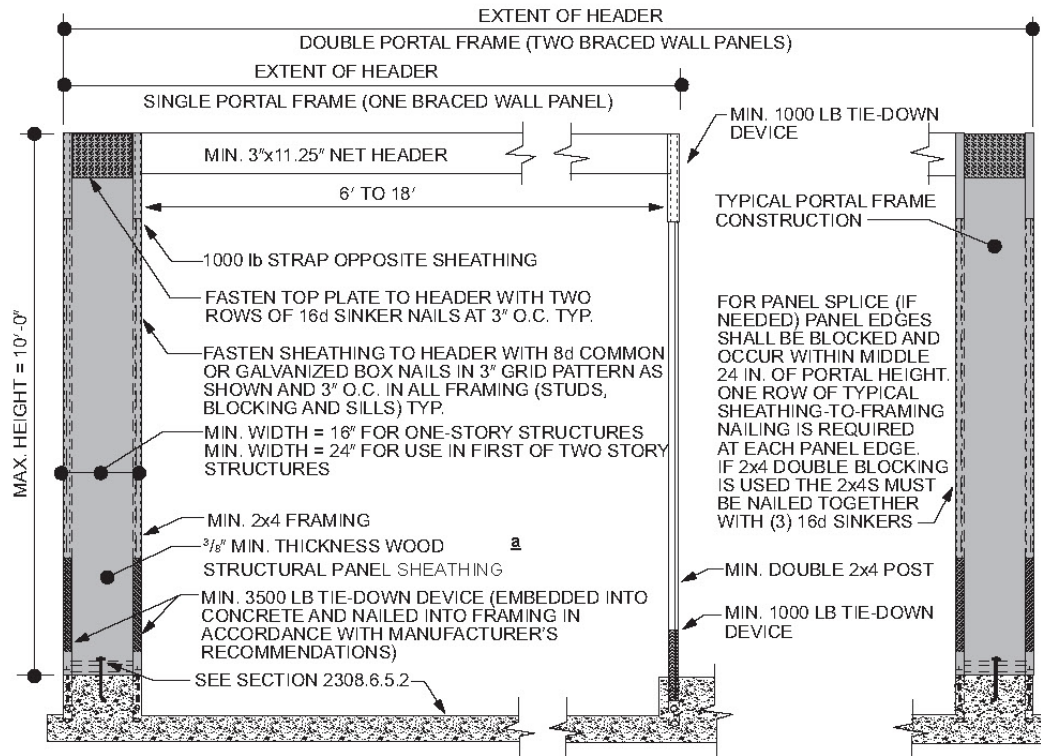 EXTENT OF HEADER
DOUBLE PORTAL FRAME (TWO BRACED WALL PANELS)
EXTENT OF HEADER
SINGLE PORTAL FRAME (ONE BRACED WALL PANEL)
MIN. 1000 LB TIE-DOWN
DEVICE
MIN. 3″x11.25″ NET HEADER
6′ TO 18′
TYPICAL PORTAL FRAME
CONSTRUCTION
1000 lb STRAP OPPOSITE SHEATHING
FASTEN TOP PLATE TO HEADER WITH TWO
ROWS OF 16d SINKER NAILS AT 3″ O.C. TYP.
FASTEN SHEATHING TO HEADER WITH 8d COMMON
OR GALVANIZED BOX NAILS IN 3″ GRID PATTERN AS
SHOWN AND 3″ O.C. IN ALL FRAMING (STUDS,
BLOCKING AND SILLS) TYP.
MIN. WIDTH = 16″ FOR ONE-STORY STRUCTURES
MIN. WIDTH = 24″ FOR USE IN FIRST OF TWO STORY
STRUCTURES
MAX. HEIGHT = 10′-0″
FOR PANEL SPLICE (IF
NEEDED) PANEL EDGES
SHALL BE BLOCKED AND
OCCUR WITHIN MIDDLE
24 IN. OF PORTAL HEIGHT.
ONE ROW OF TYPICAL
SHEATHING-TO-FRAMING
NAILING IS REQUIRED
AT EACH PANEL EDGE.
IF 2x4 DOUBLE BLOCKING
IS USED THE 2x4S MUST
BE NAILED TOGETHER
WITH (3) 16d SINKERS
MIN. 2x4 FRAMING
3/8″ MIN. THICKNESS WOOD a
STRUCTURAL PANEL SHEATHING
MIN. DOUBLE 2x4 POST
MIN. 3500 LB TIE-DOWN DEVICE (EMBEDDED INTO
CONCRETE AND NAILED INTO FRAMING IN
ACCORDANCE WITH MANUFACTURER'S
RECOMMENDATIONS)
MIN. 1000 LB TIE-DOWN
DEVICE
SEE SECTION 2308.6.5.2